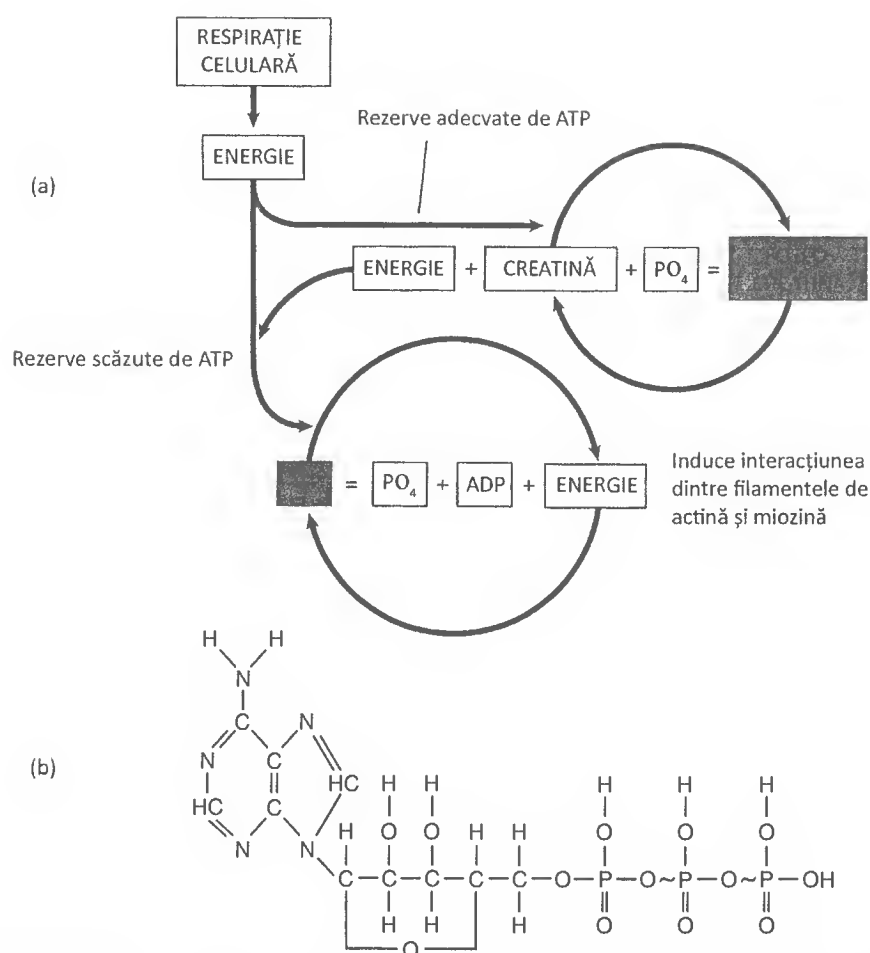 RESPIRAȚIE
CELULARĂ
Rezerve adecvate de ATP
ENERGIE
(a)
ENERGIE + CREATINĂ + PO₄ =
Rezerve scăzute de ATP
= PO₄ + ADP + ENERGIE
Induce interacțiunea
dintre filamentele de
actină și miozină
(b)
H H
N
C N
N C
HC H H H H H
HC C H O O H H O O O
N N
C–C–C–C–C–O–P–O~P–O~P–OH
H H H H O O O
O